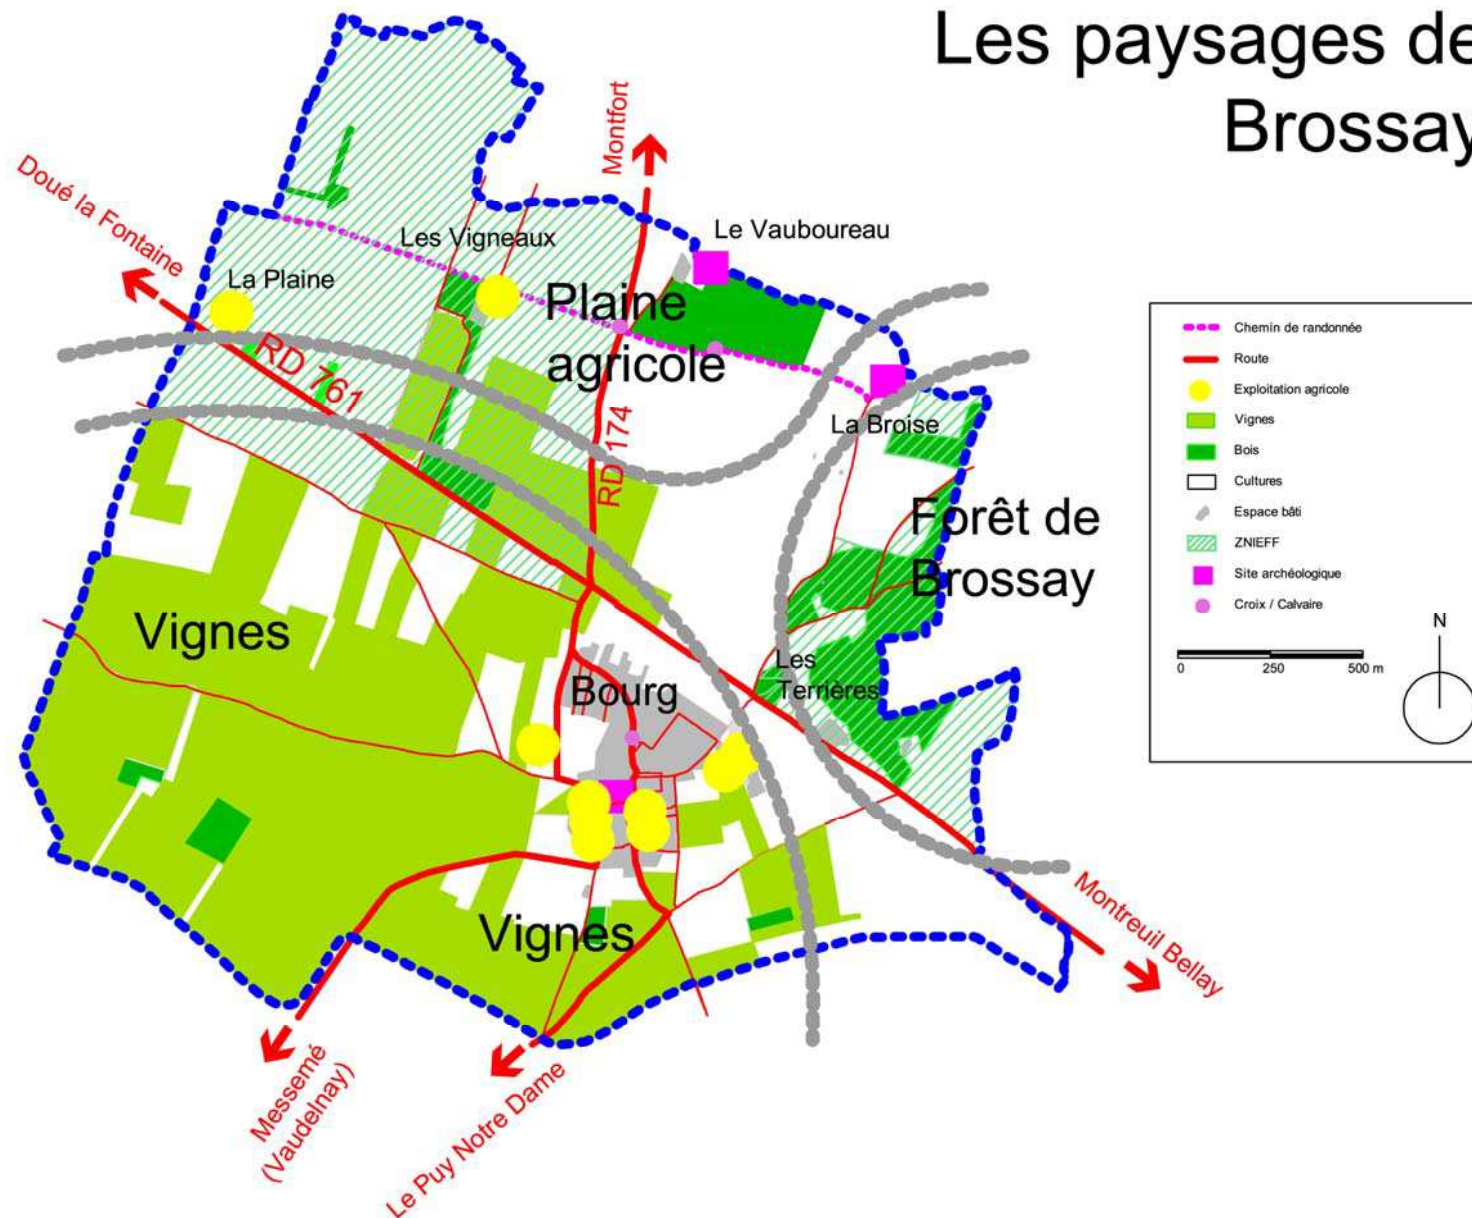 Les paysages de
Brossay
Montfort
Doué la Fontaine
Les Vigneaux
Le Vauboureau
La Plaine
Plaine
agricole
RD 761
RD 174
La Broise
Forêt de
Brossay
Vignes
Les
Terrières
Bourg
Vignes
Montreuil Bellay
Messemé
(Vaudelnay)
Le Puy Notre Dame
Chemin de randonnée
Route
Exploitation agricole
Vignes
Bois
Cultures
Espace bâti
ZNIEFF
Site archéologique
Croix / Calvaire
N
0 250 500 m